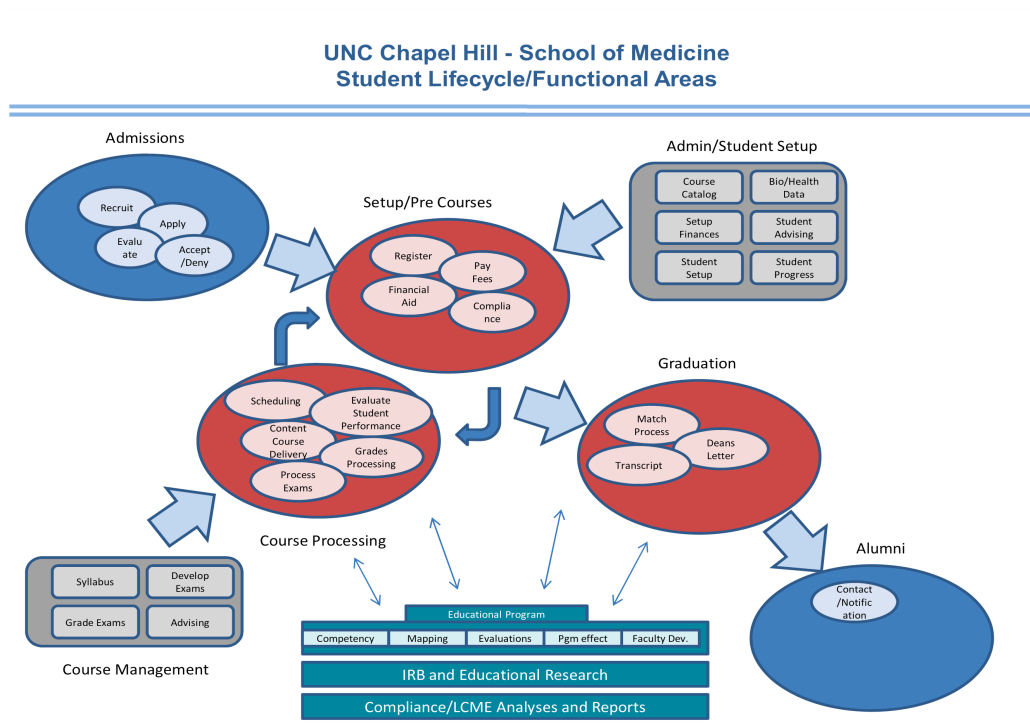 UNC Chapel Hill - School of Medicine
Student Lifecycle/Functional Areas
Admissions
Recruit
Apply
Evalu
ate
Accept
/Deny
Setup/Pre Courses
Register
Pay
Fees
Financial
Aid
Complia
nce
Admin/Student Setup
Course
Catalog
Bio/Health
Data
Setup
Finances
Student
Advising
Student
Setup
Student
Progress
Scheduling
Evaluate
Student
Performance
Content
Course
Delivery
Grades
Processing
Process
Exams
Course Processing
Graduation
Match
Process
Deans
Letter
Transcript
Syllabus
Develop
Exams
Grade Exams
Advising
Course Management
Alumni
Contact
/Notific
ation
Educational Program
Competency
Mapping
Evaluations
Pgm effect
Faculty Dev.
IRB and Educational Research
Compliance/LCME Analyses and Reports